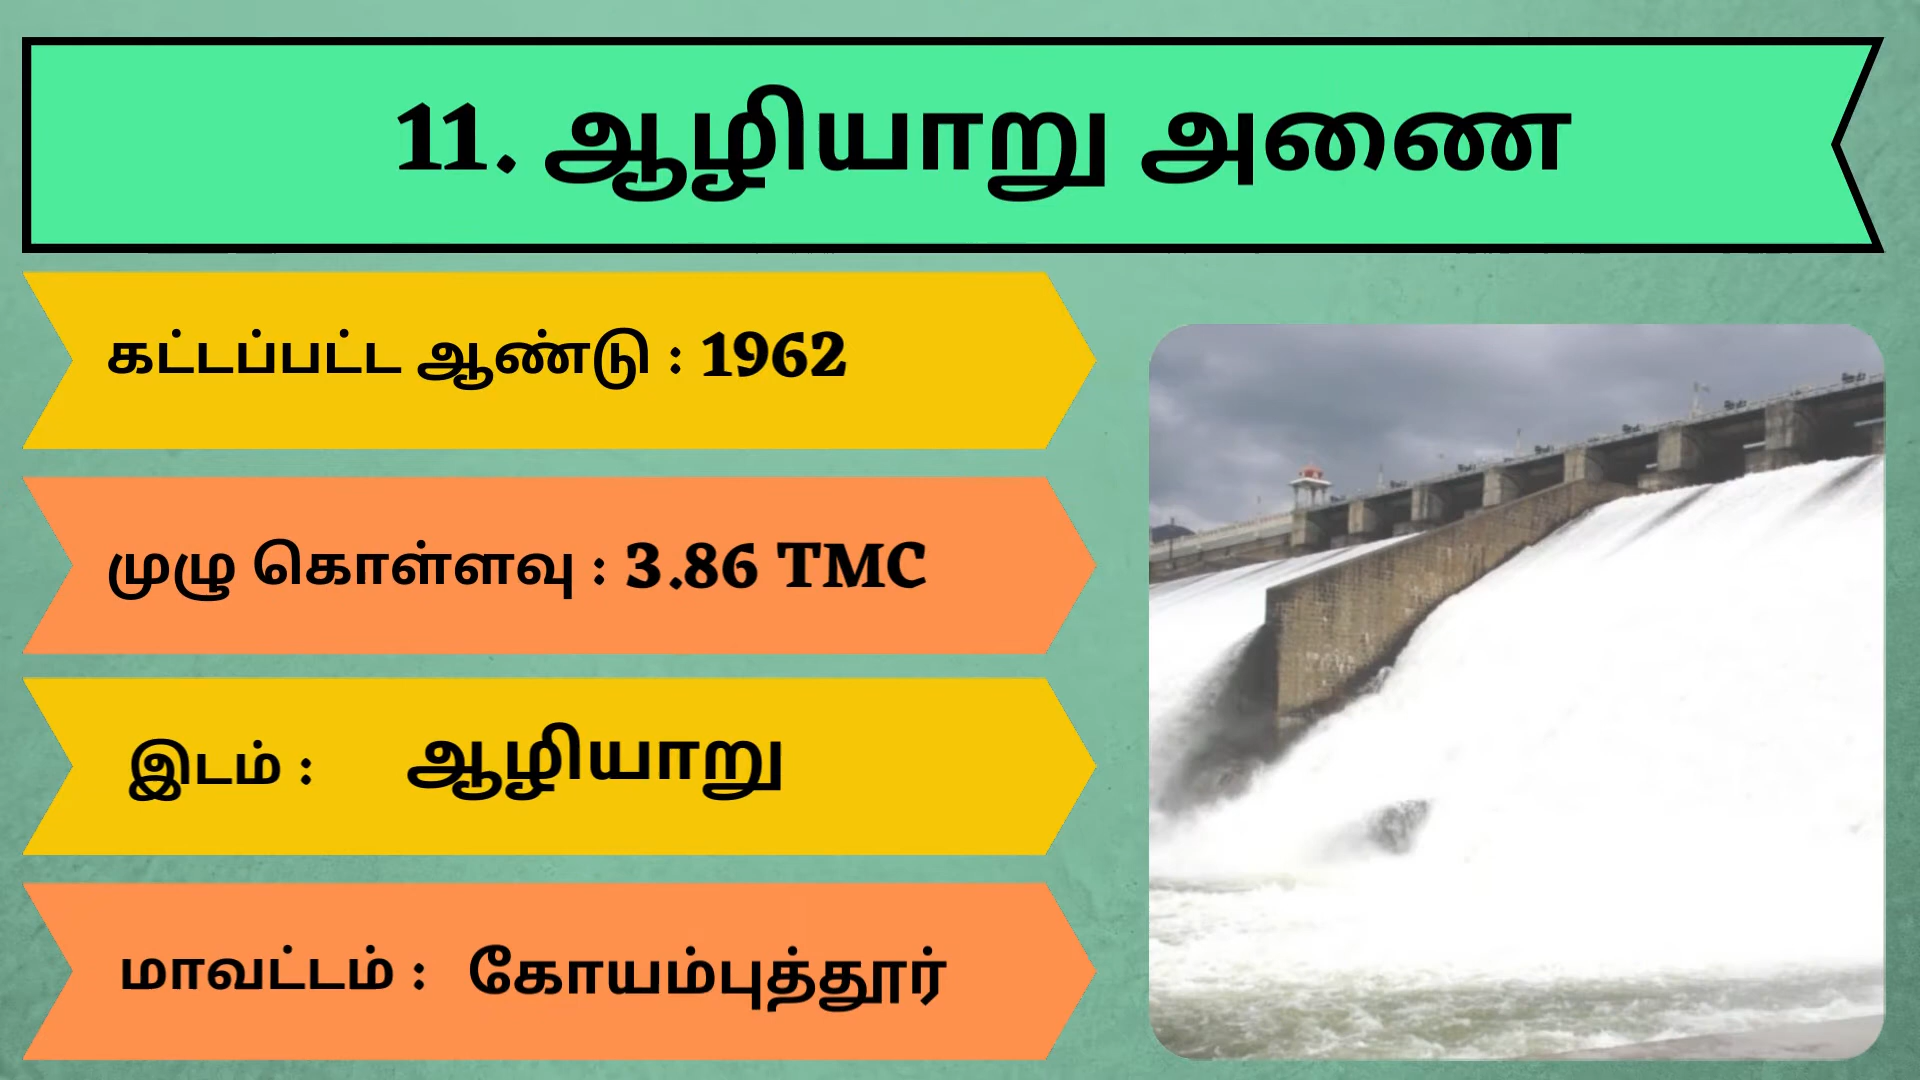 11. ஆழியாறு அணை
கட்டப்பட்ட ஆண்டு : 1962
முழு கொள்ளவு : 3.86 TMC
இடம் : ஆழியாறு
மாவட்டம் : கோயம்புத்தூர்